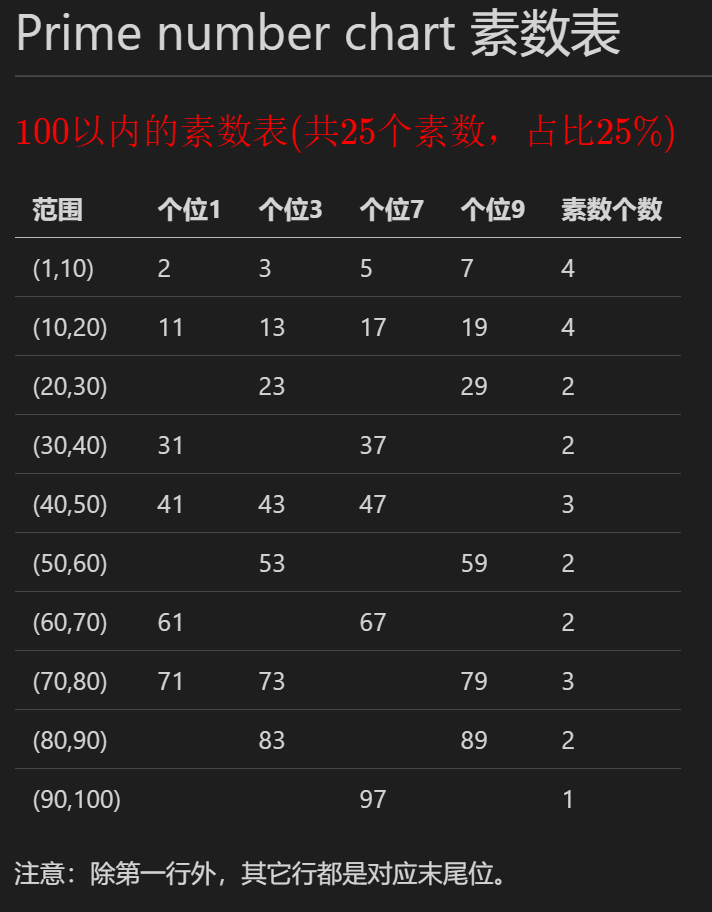 Prime number chart 素数表
100以内的素数表(共25个素数，占比25%)
范围 个位1 个位3 个位7 个位9 素数个数
(1,10) 2 3 5 7 4
(10,20) 11 13 17 19 4
(20,30) 23 29 2
(30,40) 31 37 2
(40,50) 41 43 47 3
(50,60) 53 59 2
(60,70) 61 67 2
(70,80) 71 73 79 3
(80,90) 83 89 2
(90,100) 97 1
注意：除第一行外，其它行都是对应末尾位。